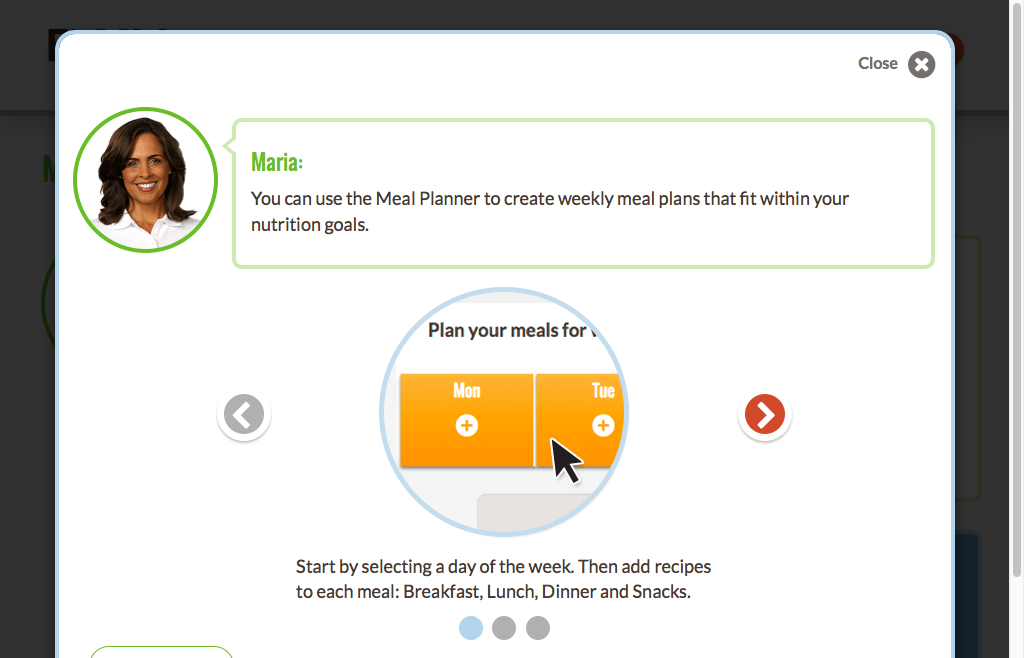 Close
Maria:
You can use the Meal Planner to create weekly meal plans that fit within your
nutrition goals.
Plan your meals for
Mon
Tue
Start by selecting a day of the week. Then add recipes
to each meal: Breakfast, Lunch, Dinner and Snacks.